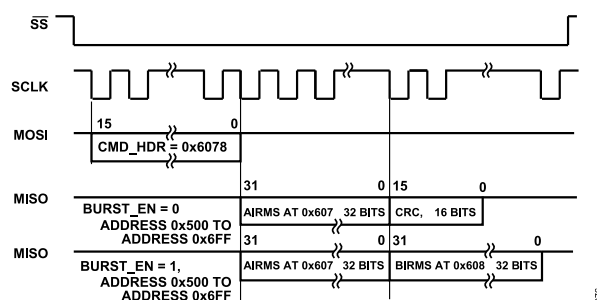 SS
SCLK
MOSI
15 0
CMD_HDR = 0x6078
MISO
31 0 15 0
BURST_EN = 0
ADDRESS 0x500 TO
ADDRESS 0x6FF
AIRMS AT 0x607 32 BITS CRC, 16 BITS
MISO
31 0 31 0
BURST_EN = 1,
ADDRESS 0x500 TO
ADDRESS 0x6FF
AIRMS AT 0x607 32 BITS BIRMS AT 0x608 32 BITS